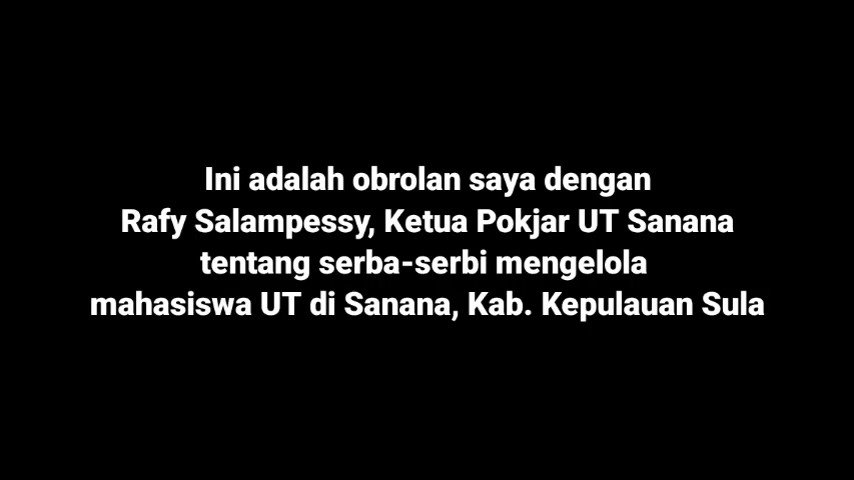 Ini adalah obrolan saya dengan
Rafy Salampessy, Ketua Pokjar UT Sanana
tentang serba-serbi mengelola
mahasiswa UT di Sanana, Kab. Kepulauan Sula